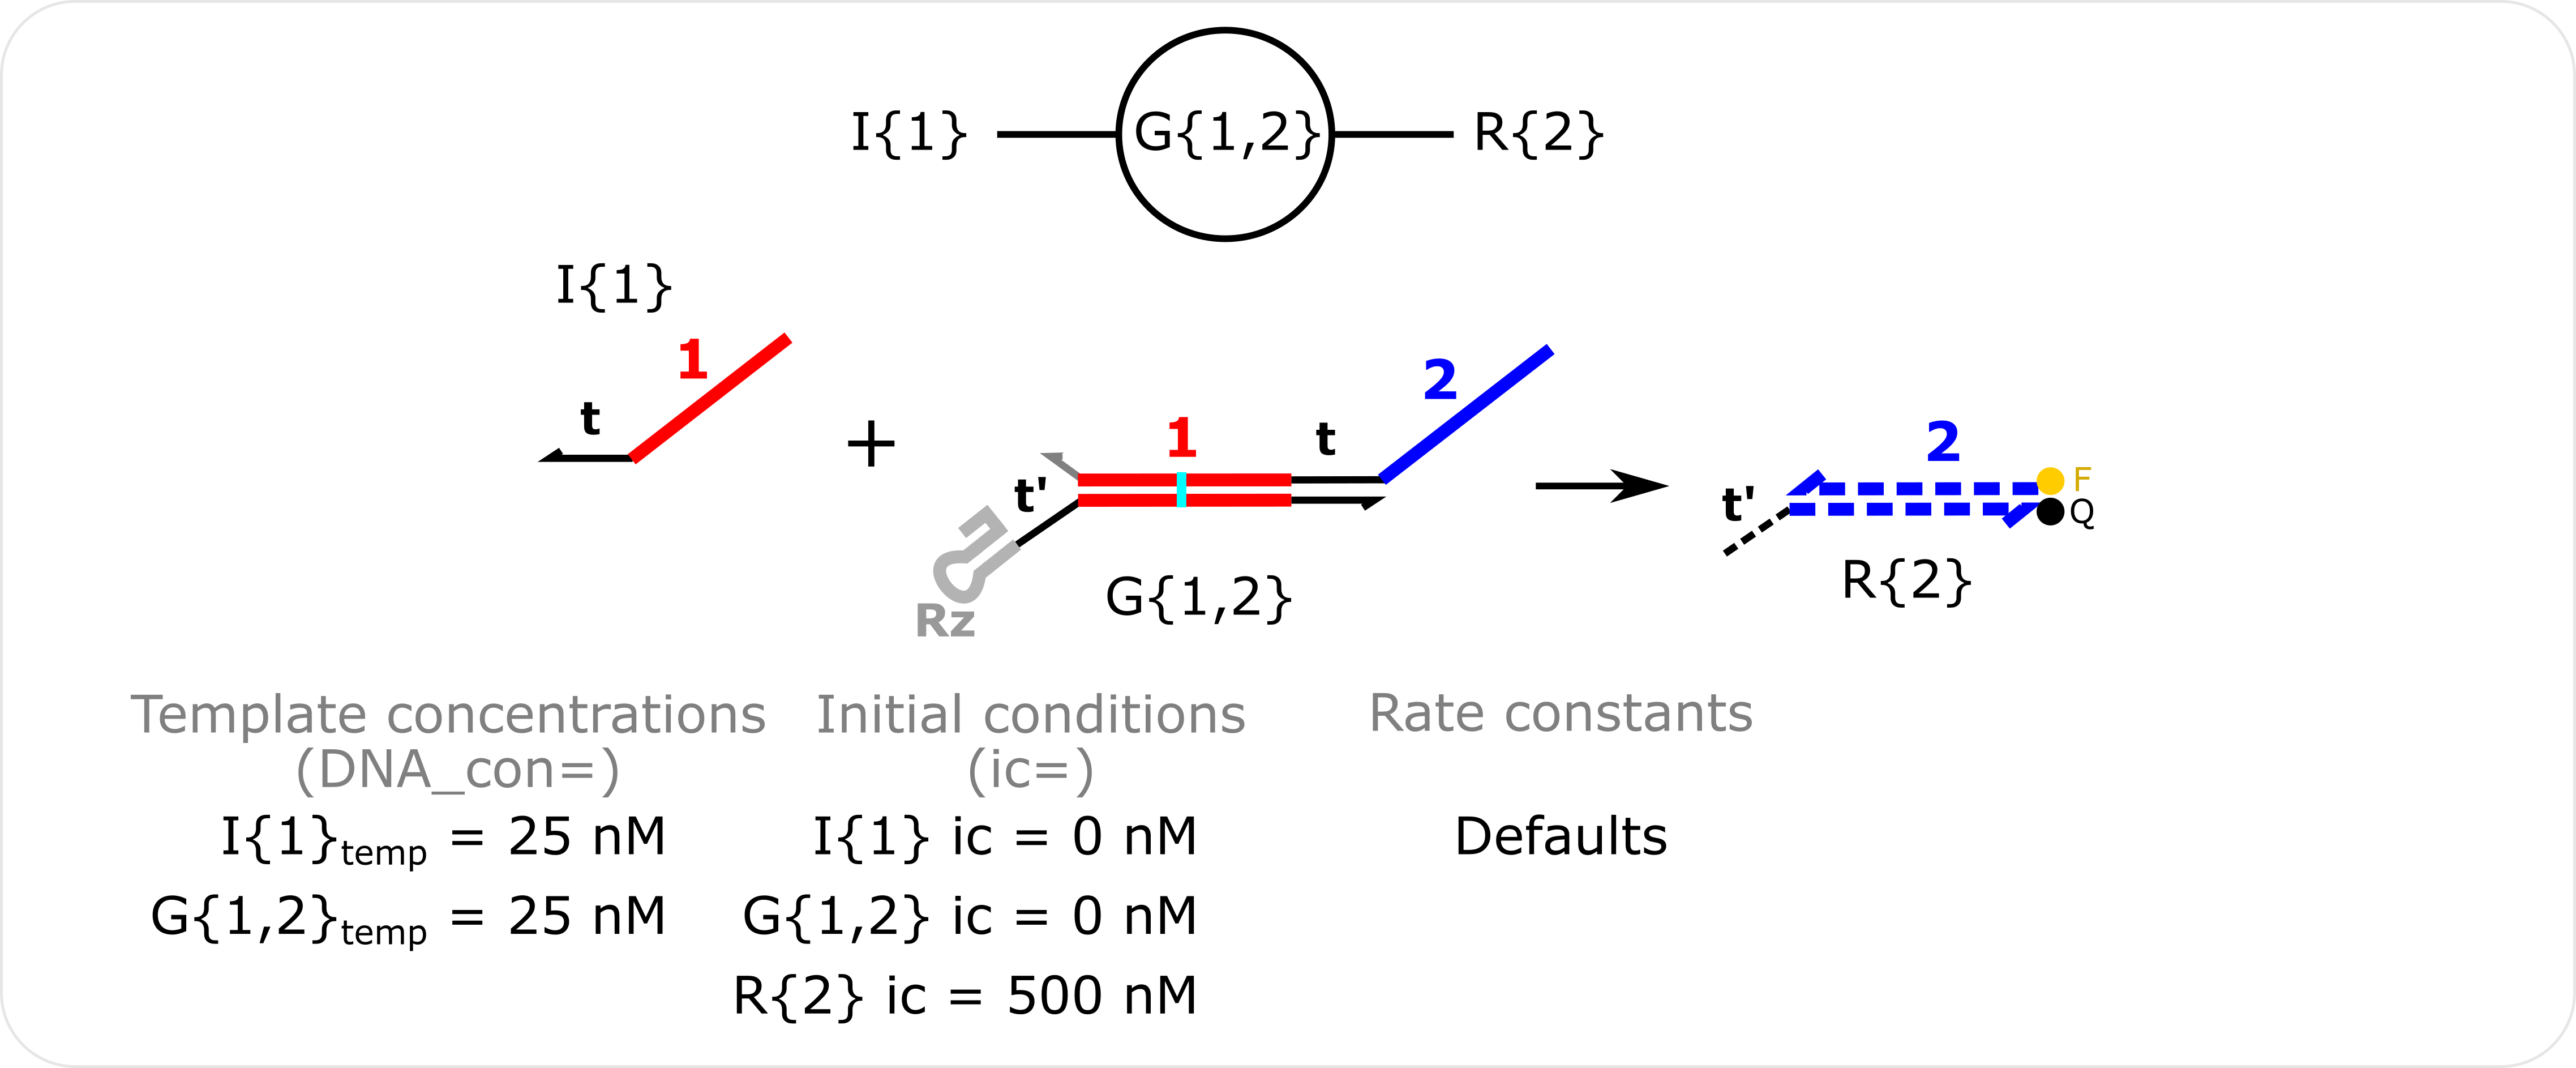 I{1} G{1,2} R{2}
I{1}
t 1
+
t' 1 t 2
Rz
G{1,2}
t' 2 F
Q
R{2}
Template concentrations Initial conditions Rate constants
(DNA_con=) (ic=)
I{1}temp = 25 nM I{1} ic = 0 nM Defaults
G{1,2}temp = 25 nM G{1,2} ic = 0 nM
R{2} ic = 500 nM